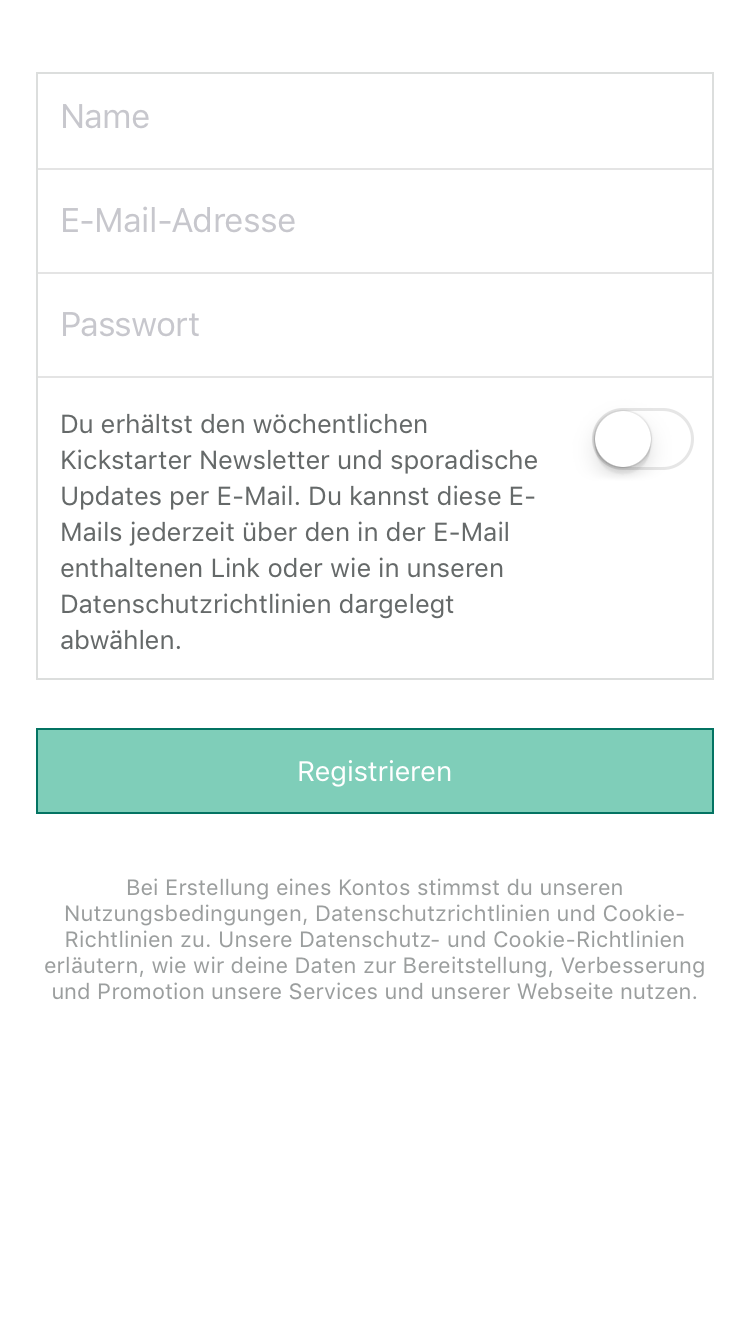 Name
E-Mail-Adresse
Passwort
Du erhältst den wöchentlichen
Kickstarter Newsletter und sporadische
Updates per E-Mail. Du kannst diese E-
Mails jederzeit über den in der E-Mail
enthaltenen Link oder wie in unseren
Datenschutzrichtlinien dargelegt
abwählen.
Registrieren
Bei Erstellung eines Kontos stimmst du unseren
Nutzungsbedingungen, Datenschutzrichtlinien und Cookie-
Richtlinien zu. Unsere Datenschutz- und Cookie-Richtlinien
erläutern, wie wir deine Daten zur Bereitstellung, Verbesserung
und Promotion unsere Services und unserer Webseite nutzen.